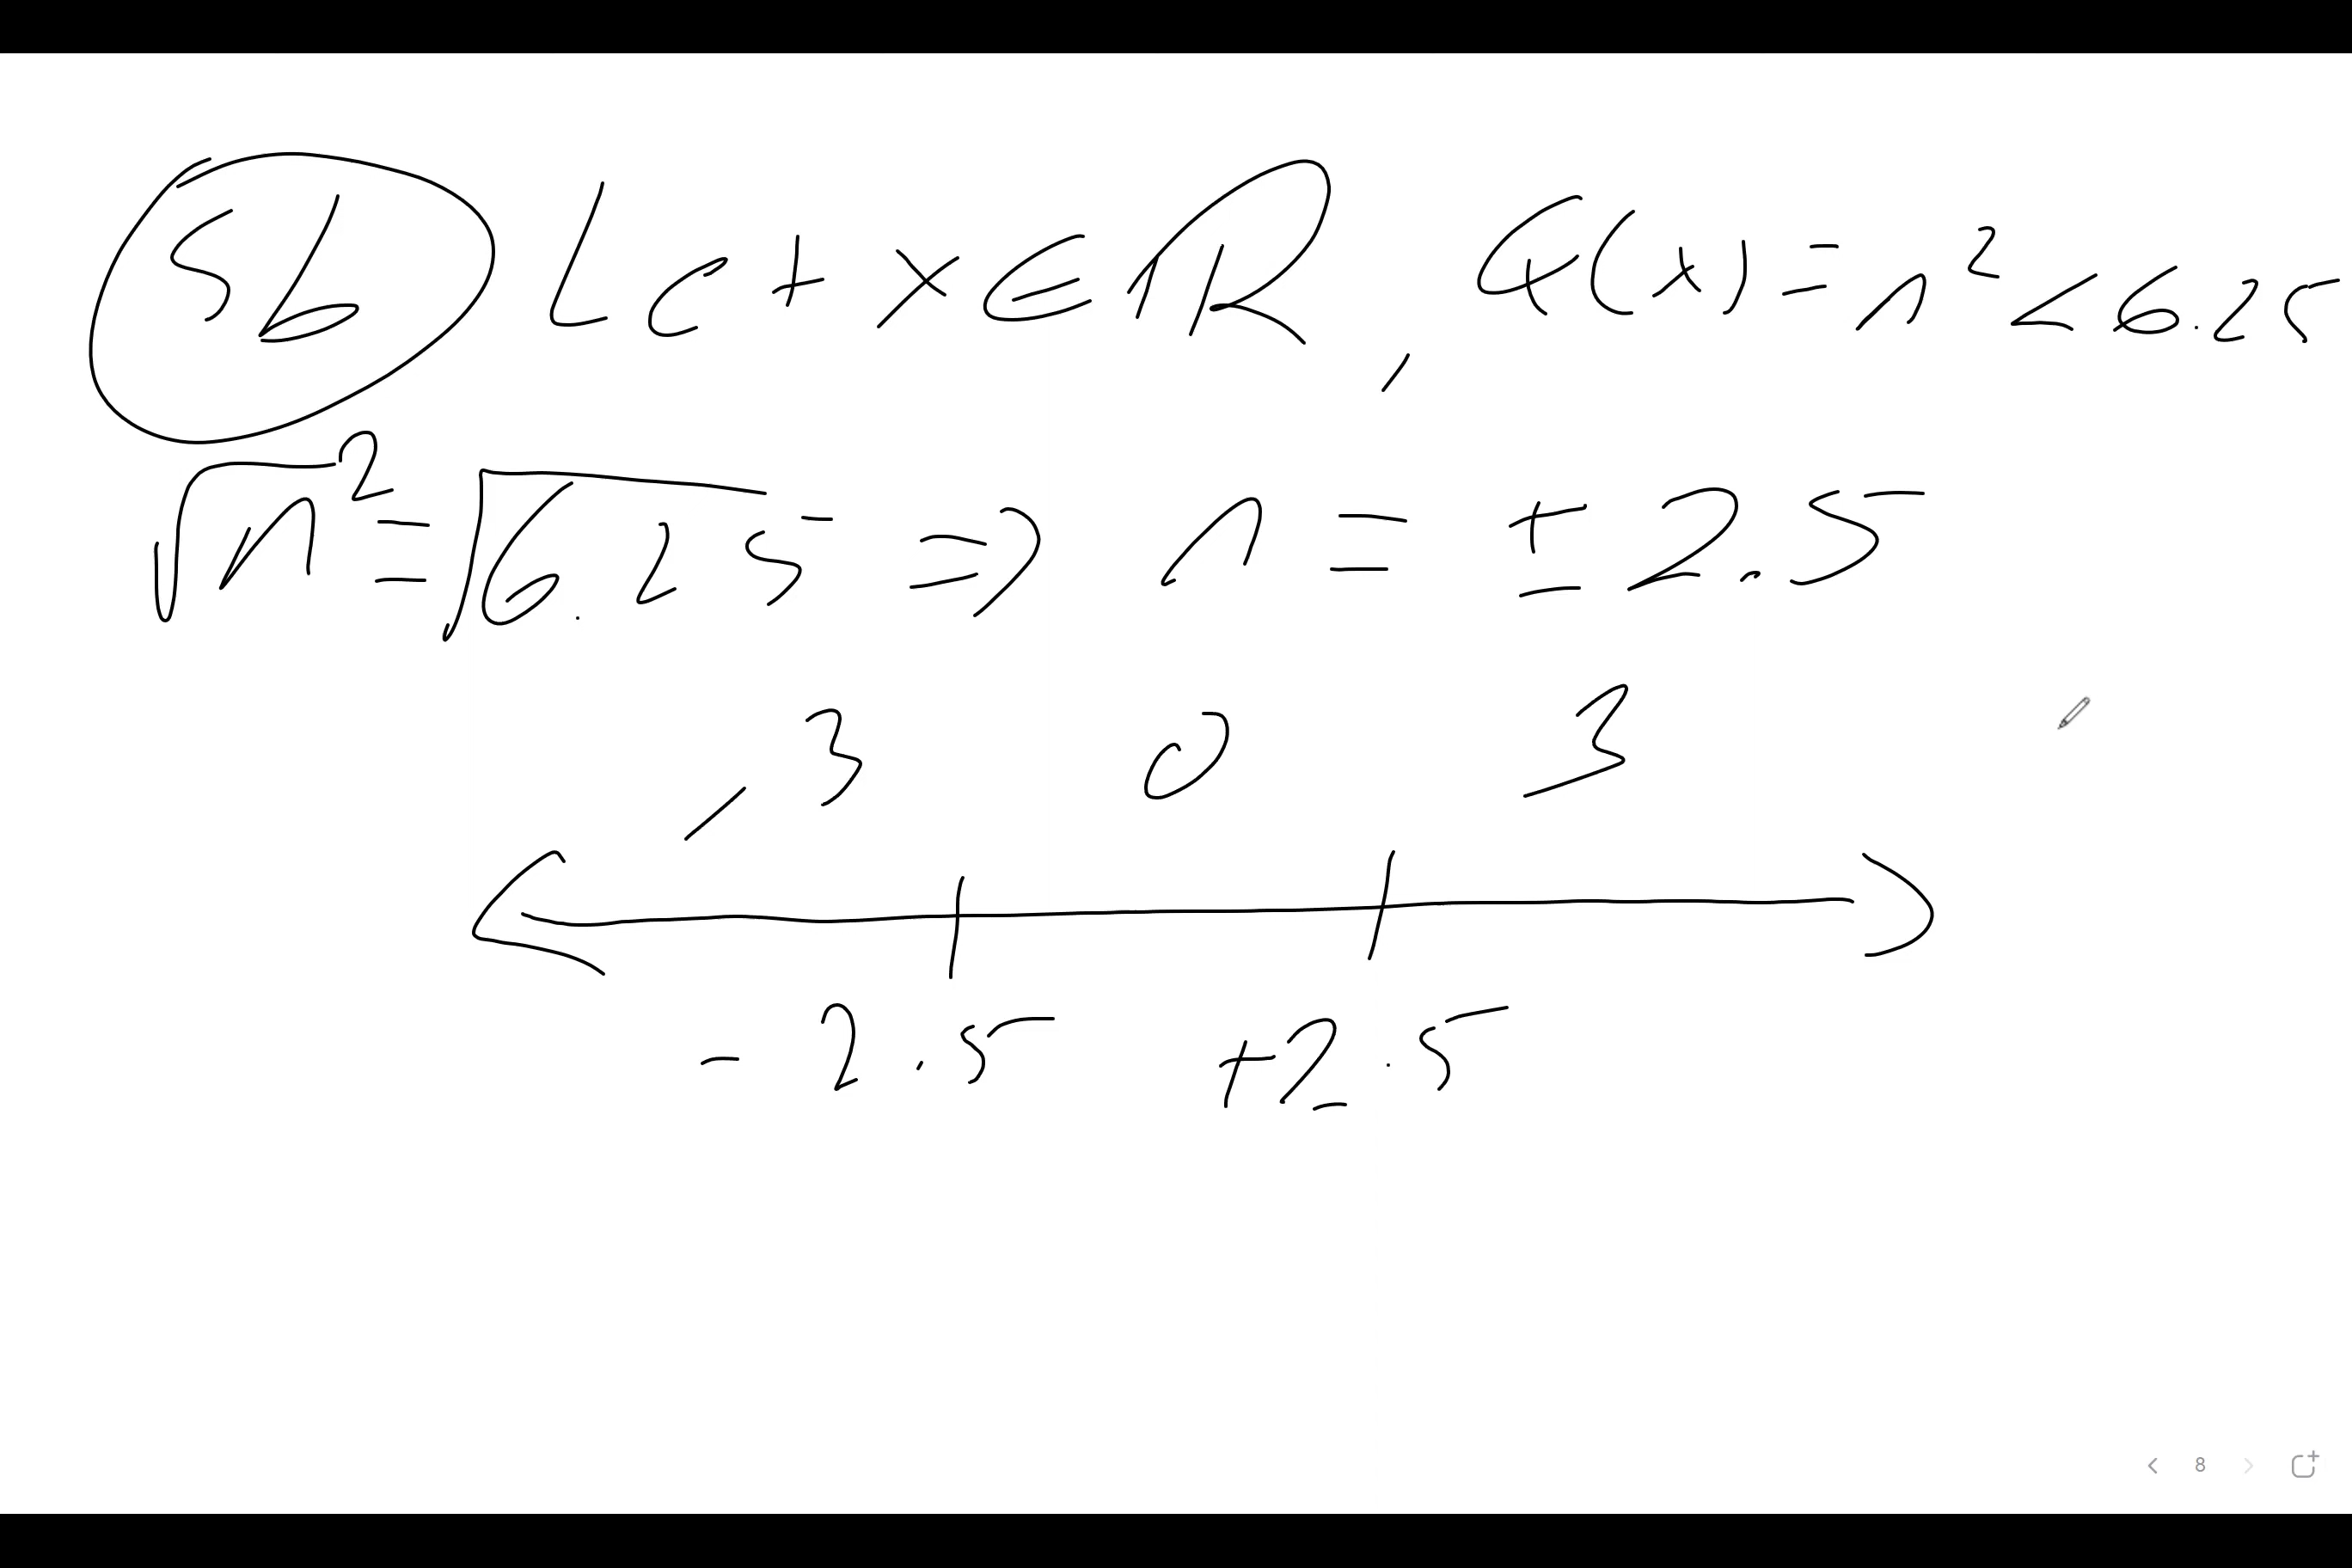 5b Let x ∈ R, Q(x) = n² ≤ 6.25
√n² = √6.25 ⇒ n = ± 2.5
-3 0 3
-2.5 +2.5
8